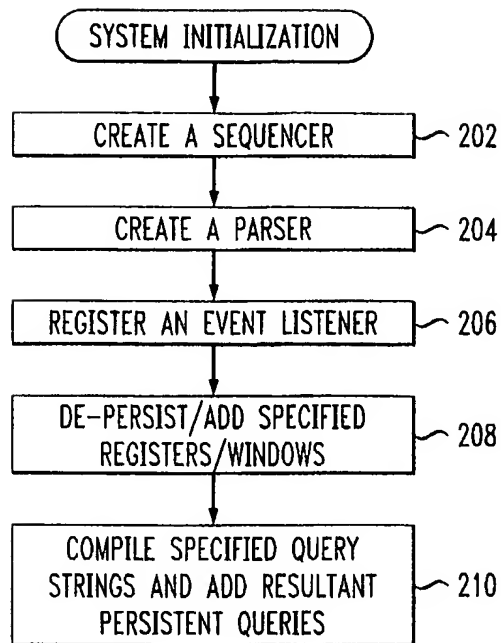 SYSTEM INITIALIZATION
CREATE A SEQUENCER
202
CREATE A PARSER
204
REGISTER AN EVENT LISTENER
206
DE-PERSIST/ADD SPECIFIED
REGISTERS/WINDOWS
208
COMPILE SPECIFIED QUERY
STRINGS AND ADD RESULTANT
PERSISTENT QUERIES
210